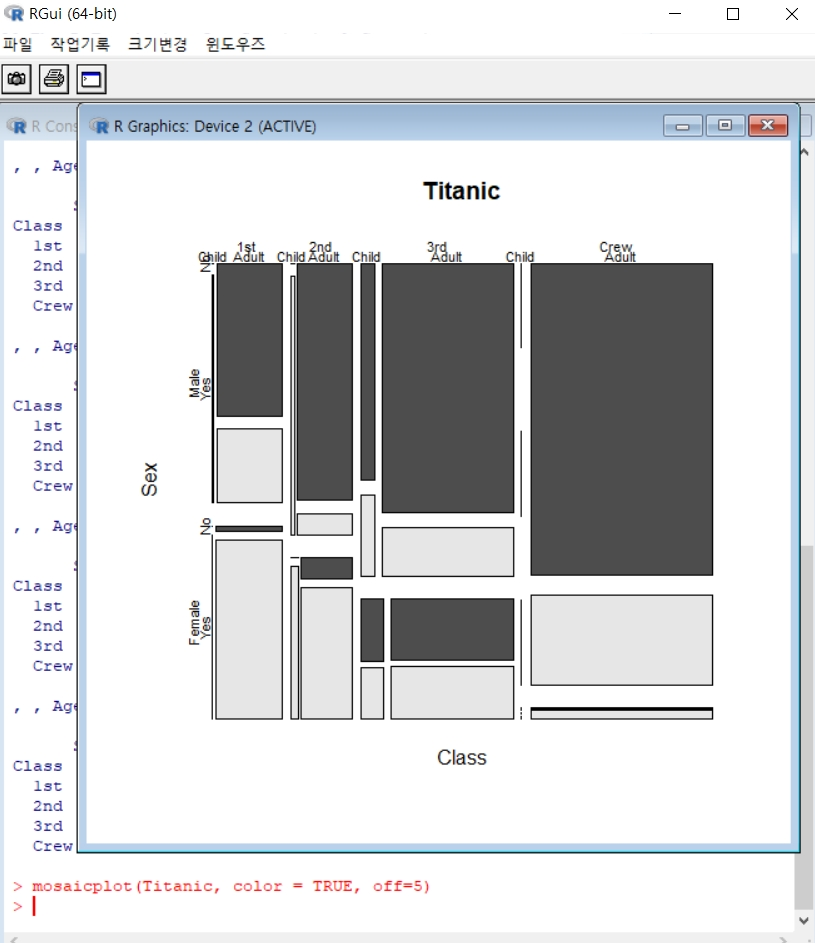 RGui (64-bit)
파일 작업기록 크기변경 윈도우즈
R Cons
R Graphics: Device 2 (ACTIVE)
, , Age
Class
1st
2nd
3rd
Crew
, , Age
Class
1st
2nd
3rd
Crew
, , Age
Class
1st
2nd
3rd
Crew
, , Age
Class
1st
2nd
3rd
Crew
Titanic
1st 2nd 3rd Crew
Child Adult Child Adult Child Adult Child Adult
No
Male
Yes
Sex
No
Female
Yes
Class
> mosaicplot(Titanic, color = TRUE, off=5)
>